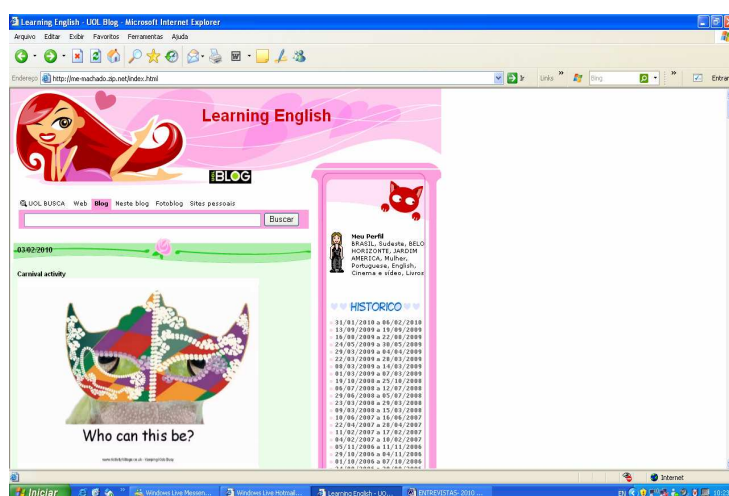 Learning English - UOL Blog - Microsoft Internet Explorer
Arquivo Editar Exibir Favoritos Ferramentas Ajuda
Endereço http://me-machado.zip.net/index.html Ir Links » Bing » Entrar
Learning English
BLOG
UOL BUSCA Web Blog Neste blog Fotoblog Sites pessoais
Buscar
03/02/2010
Carnival activity
Who can this be?
Meu Perfil
BRASIL, Sudeste, BELO
HORIZONTE, JARDIM
AMERICA, Mulher,
Portuguese, English,
Cinema e vídeo, Livros
HISTÓRICO
31/01/2010 a 06/02/2010
13/09/2009 a 19/09/2009
16/08/2009 a 22/08/2009
24/05/2009 a 30/05/2009
29/03/2009 a 04/04/2009
22/03/2009 a 28/03/2009
08/03/2009 a 14/03/2009
01/03/2009 a 07/03/2009
19/10/2008 a 25/10/2008
06/07/2008 a 12/07/2008
29/06/2008 a 05/07/2008
23/03/2008 a 29/03/2008
09/03/2008 a 15/03/2008
10/06/2007 a 16/06/2007
22/04/2007 a 28/04/2007
11/02/2007 a 17/02/2007
04/02/2007 a 10/02/2007
05/11/2006 a 11/11/2006
29/10/2006 a 04/11/2006
01/10/2006 a 07/10/2006
Internet
Iniciar » Windows Live Messen... Windows Live Hotmail... Learning English - UO... ENTREVISTAS-2010 ... EN